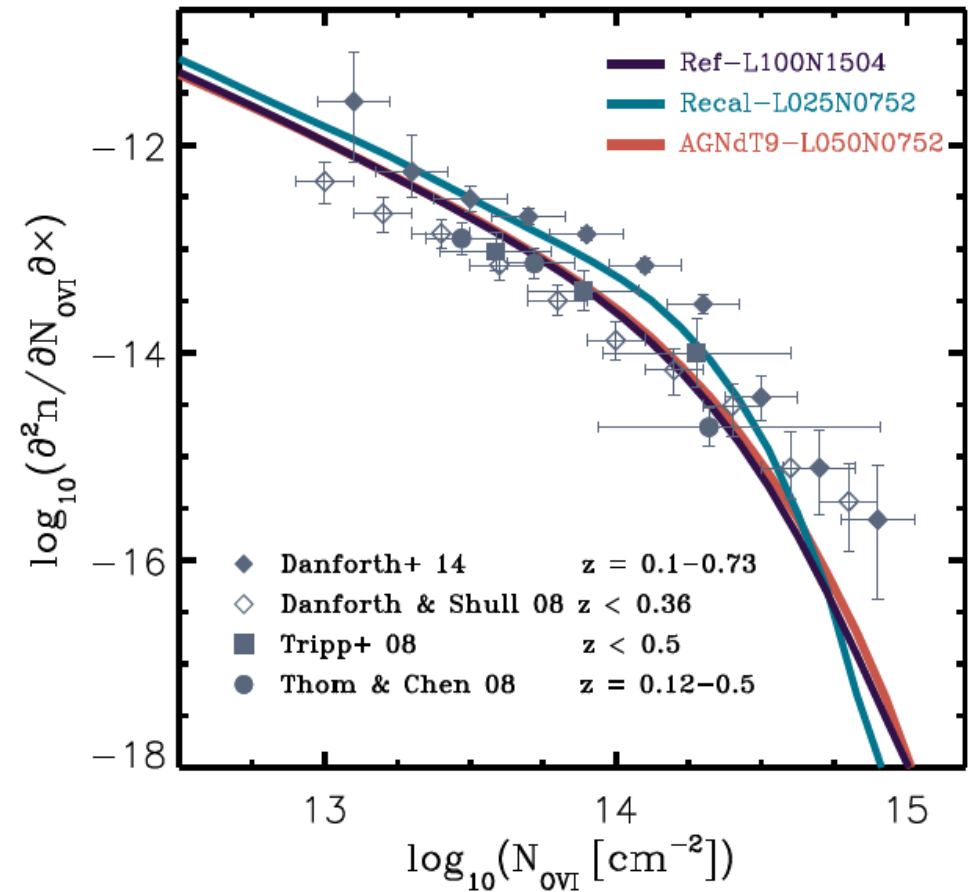 Ref-L100N1504
Recal-L025N0752
AGNdT9-L050N0752
log₁₀(∂²n/∂N_OVI ∂×)
-12
-14
-16
-18
Danforth+ 14 z = 0.1-0.73
Danforth & Shull 08 z < 0.36
Tripp+ 08 z < 0.5
Thom & Chen 08 z = 0.12-0.5
13 14 15
log₁₀(N_OVI [cm⁻²])